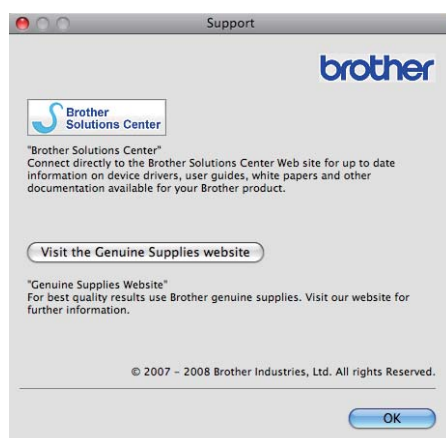 Support
brother
Brother
Solutions Center
"Brother Solutions Center"
Connect directly to the Brother Solutions Center Web site for up to date
information on device drivers, user guides, white papers and other
documentation available for your Brother product.
Visit the Genuine Supplies website
"Genuine Supplies Website"
For best quality results use Brother genuine supplies. Visit our website for
further information.
© 2007 – 2008 Brother Industries, Ltd. All rights Reserved.
OK